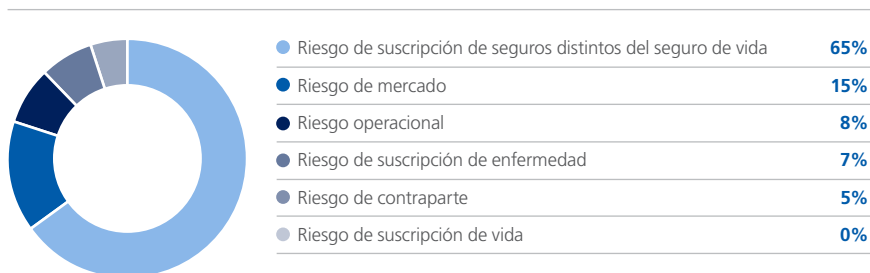 Riesgo de suscripción de seguros distintos del seguro de vida 65%
Riesgo de mercado 15%
Riesgo operacional 8%
Riesgo de suscripción de enfermedad 7%
Riesgo de contraparte 5%
Riesgo de suscripción de vida 0%